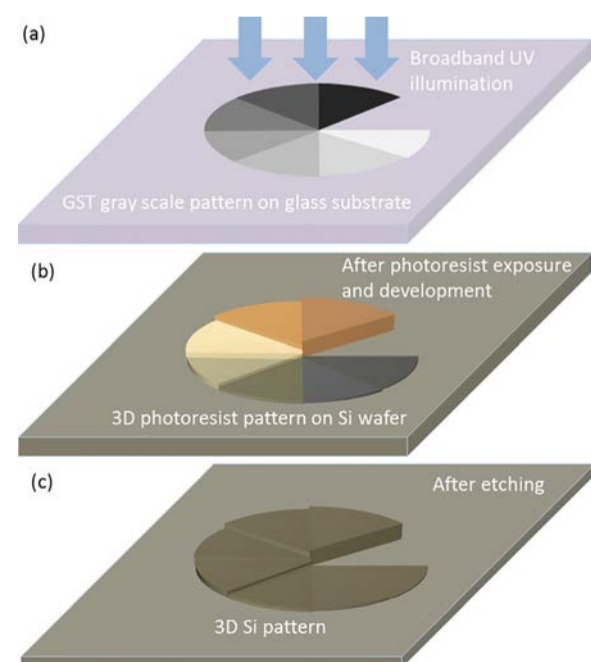 (a)
Broadband UV
illumination
GST gray scale pattern on glass substrate
(b)
After photoresist exposure
and development
3D photoresist pattern on Si wafer
(c)
After etching
3D Si pattern